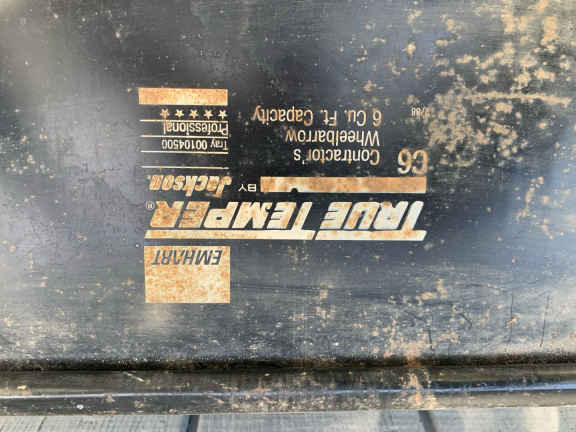 EMHART
TRUE TEMPER®
BY Jackson.
C6
Contractor's
Wheelbarrow
6 Cu. Ft. Capacity
Tray 00104500
Professional
★★★★★